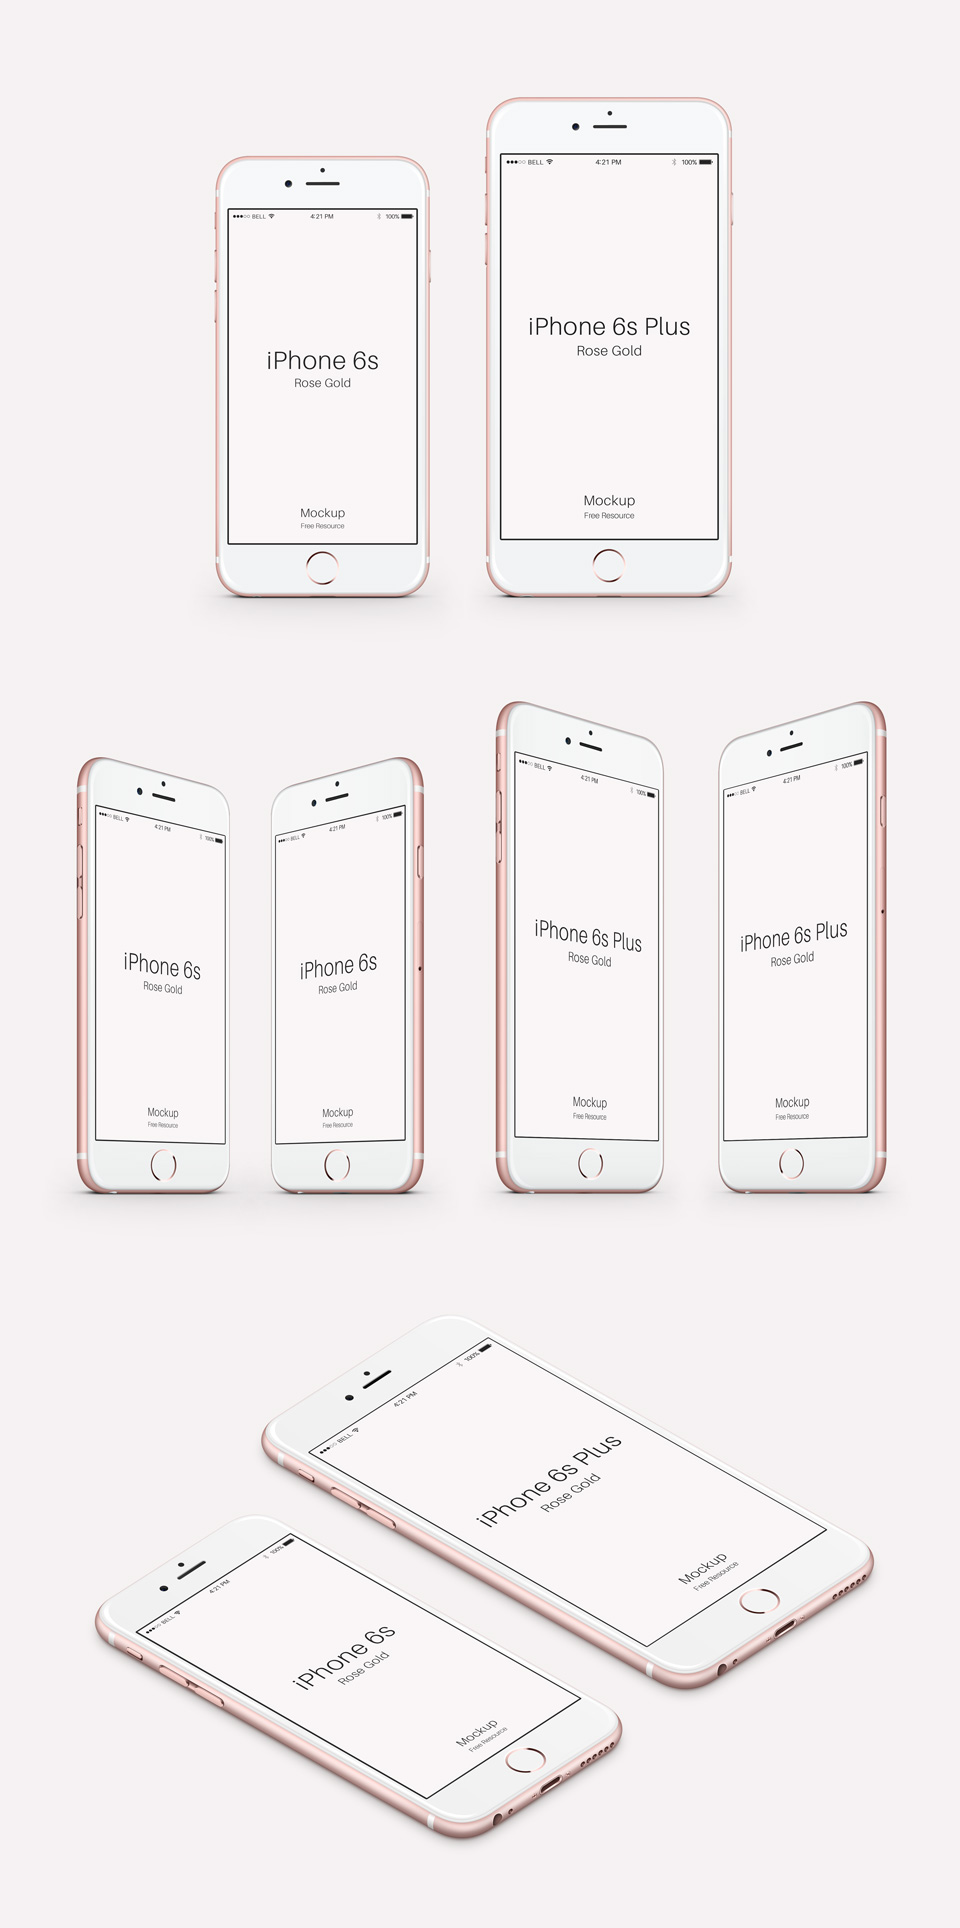 ●●●○○ BELL 4:21 PM 100%
iPhone 6s
Rose Gold
Mockup
Free Resource
●●●○○ BELL 4:21 PM 100%
iPhone 6s Plus
Rose Gold
Mockup
Free Resource
●●●○○ BELL 4:21 PM 100%
iPhone 6s
Rose Gold
Mockup
Free Resource
●●●○○ BELL 4:21 PM 100%
iPhone 6s
Rose Gold
Mockup
Free Resource
●●●○○ BELL 4:21 PM 100%
iPhone 6s Plus
Rose Gold
Mockup
Free Resource
●●●○○ BELL 4:21 PM 100%
iPhone 6s Plus
Rose Gold
Mockup
Free Resource
●●●○○ BELL 4:21 PM 100%
iPhone 6s Plus
Rose Gold
Mockup
Free Resource
●●●○○ BELL 4:21 PM 100%
iPhone 6s
Rose Gold
Mockup
Free Resource